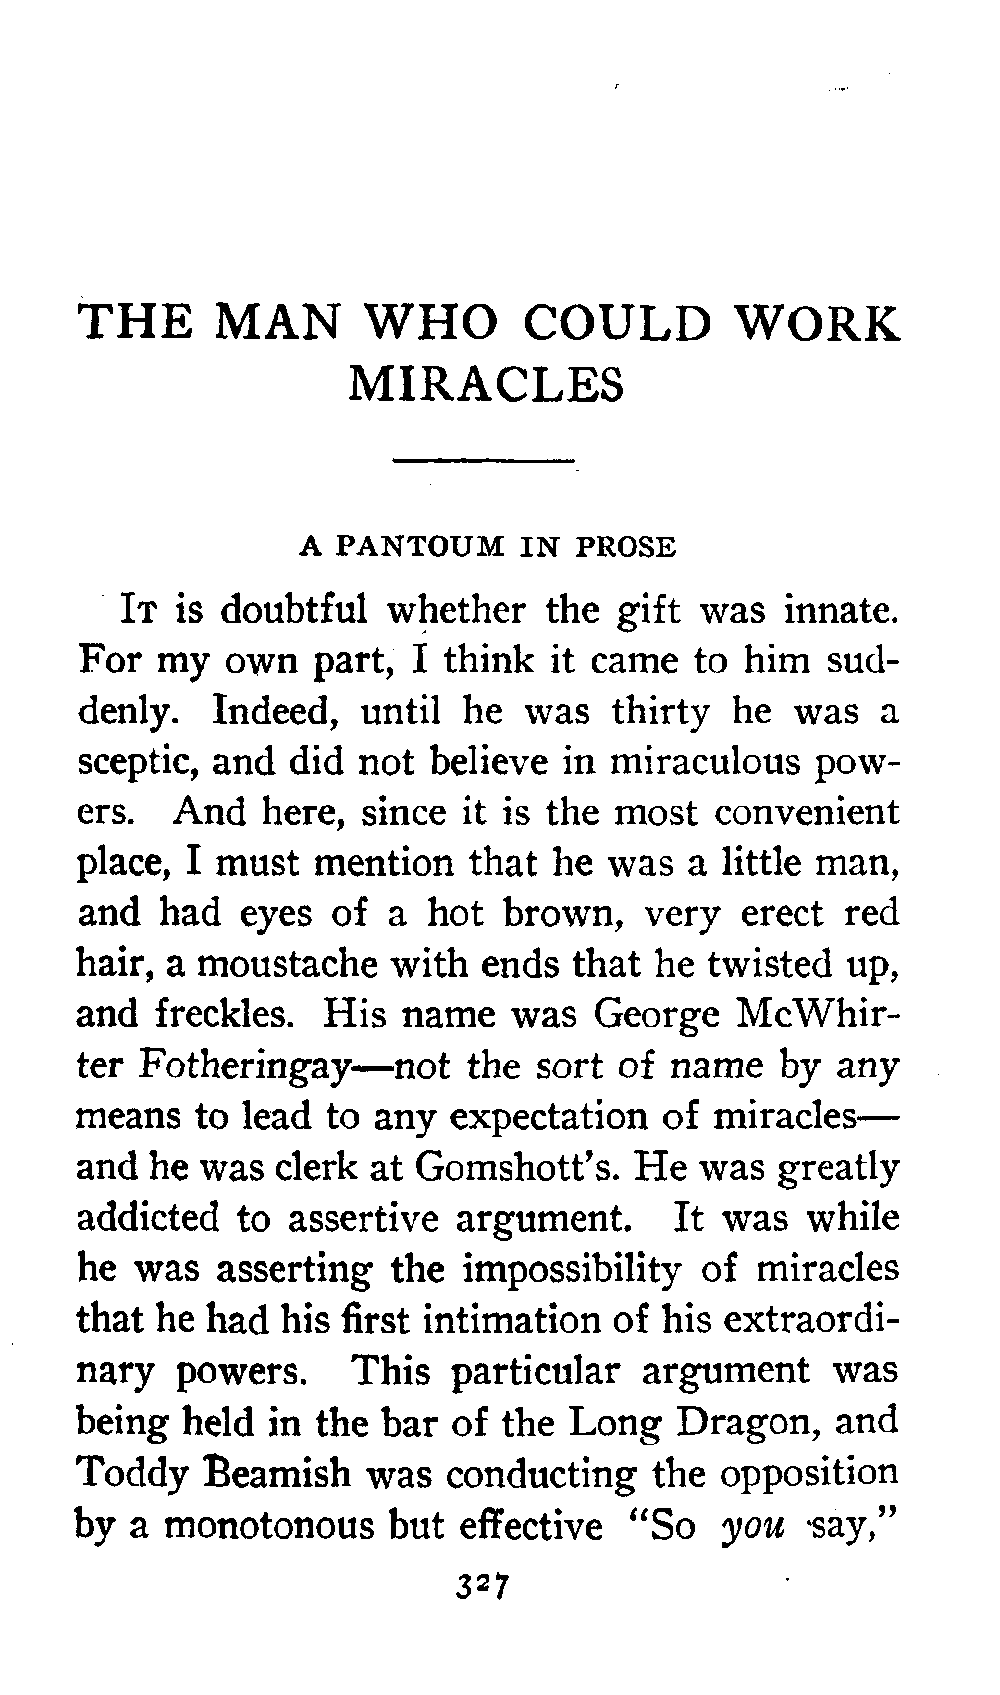 THE MAN WHO COULD WORK
MIRACLES
A PANTOUM IN PROSE
IT is doubtful whether the gift was innate.
For my own part, I think it came to him sud-
denly. Indeed, until he was thirty he was a
sceptic, and did not believe in miraculous pow-
ers. And here, since it is the most convenient
place, I must mention that he was a little man,
and had eyes of a hot brown, very erect red
hair, a moustache with ends that he twisted up,
and freckles. His name was George McWhir-
ter Fotheringay—not the sort of name by any
means to lead to any expectation of miracles—
and he was clerk at Gomshott's. He was greatly
addicted to assertive argument. It was while
he was asserting the impossibility of miracles
that he had his first intimation of his extraordi-
nary powers. This particular argument was
being held in the bar of the Long Dragon, and
Toddy Beamish was conducting the opposition
by a monotonous but effective "So you say,"
327